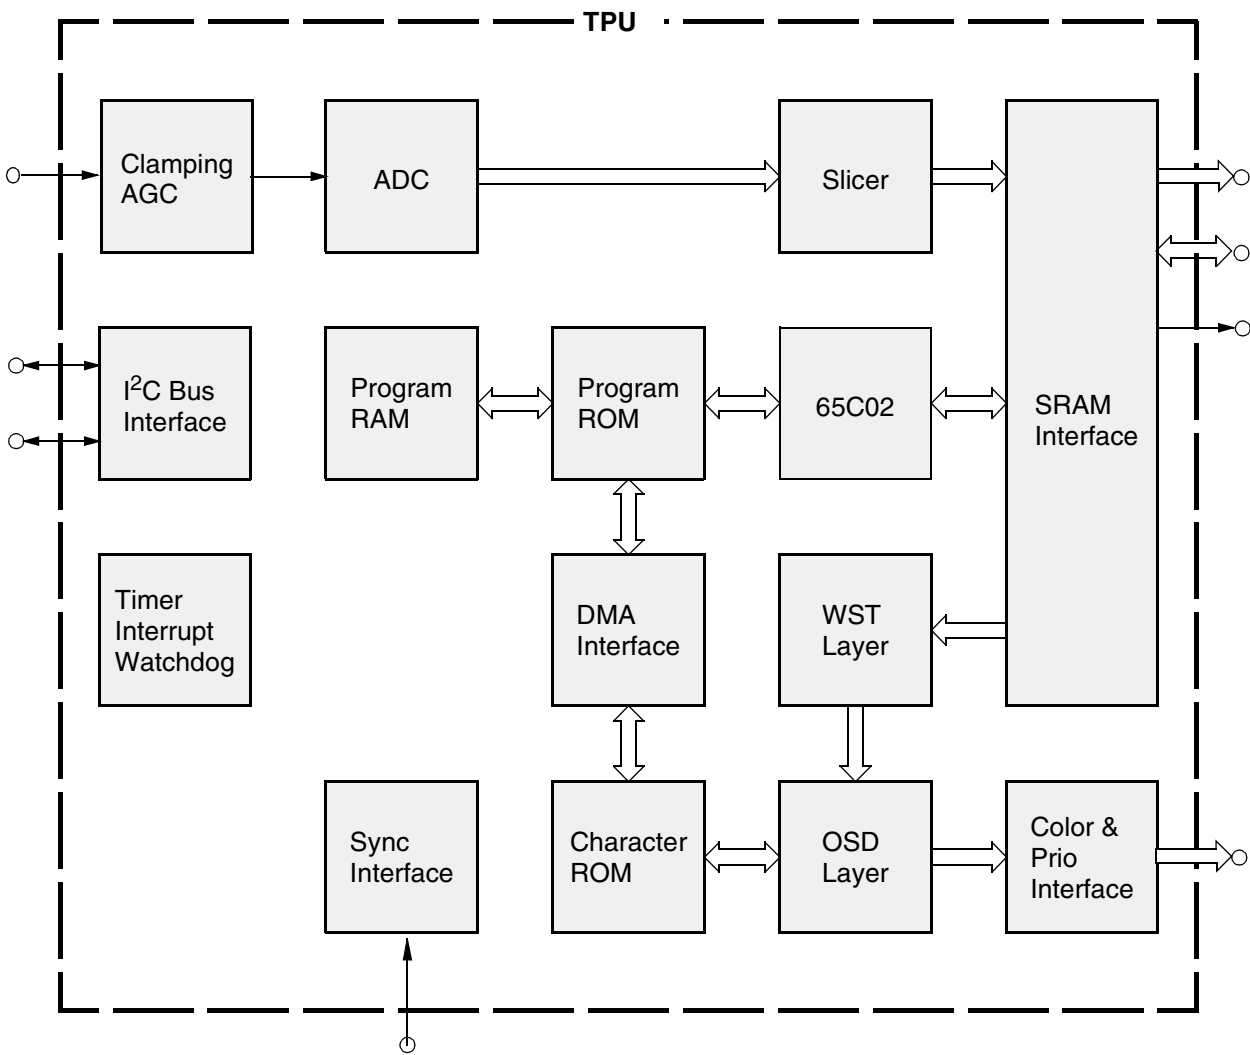 TPU
Clamping
AGC
ADC
Slicer
SRAM
Interface
I²C Bus
Interface
Program
RAM
Program
ROM
65C02
Timer
Interrupt
Watchdog
DMA
Interface
WST
Layer
Sync
Interface
Character
ROM
OSD
Layer
Color &
Prio
Interface